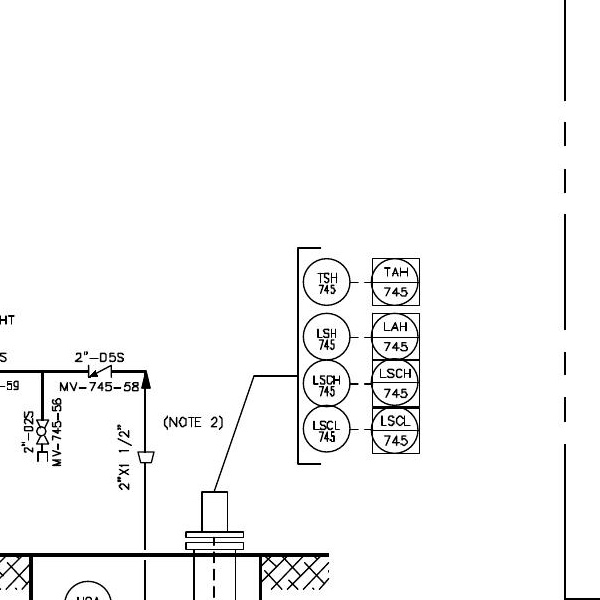 TSH
745
TAH
745
LSH
745
LAH
745
LSCH
745
LSCH
745
LSCL
745
LSCL
745
(NOTE 2)
HT
S
2"-D5S
-59
MV-745-58
2"-D2S
MV-745-56
2"X1 1/2"